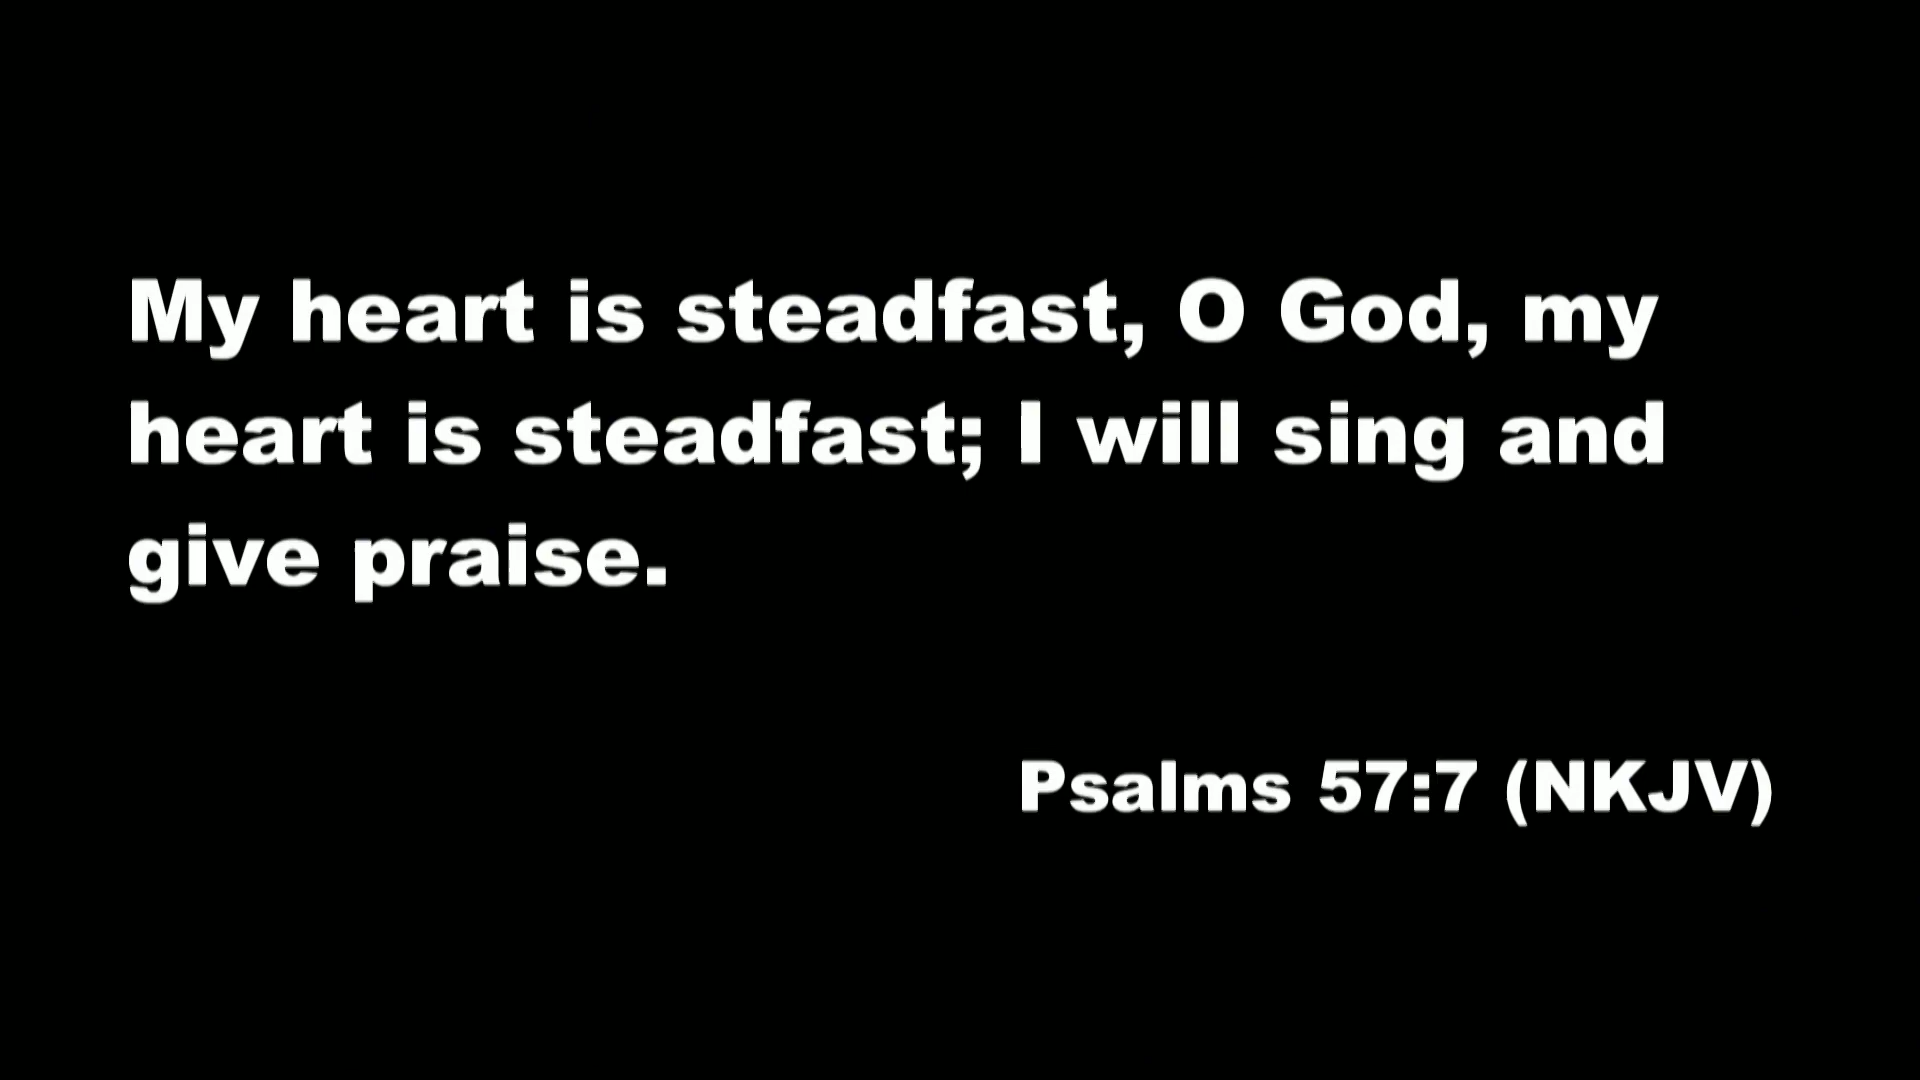 My heart is steadfast, O God, my
heart is steadfast; I will sing and
give praise.
Psalms 57:7 (NKJV)